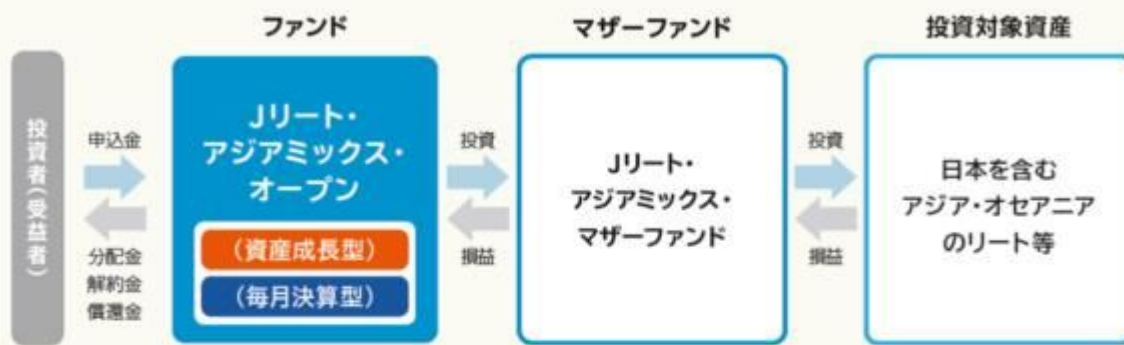 ファンド
マザーファンド
投資対象資産
投資者(受益者)
申込金
分配金
解約金
償還金
Jリート・
アジアミックス・
オープン
(資産成長型)
(毎月決算型)
投資
損益
Jリート・
アジアミックス・
マザーファンド
投資
損益
日本を含む
アジア・オセアニア
のリート等